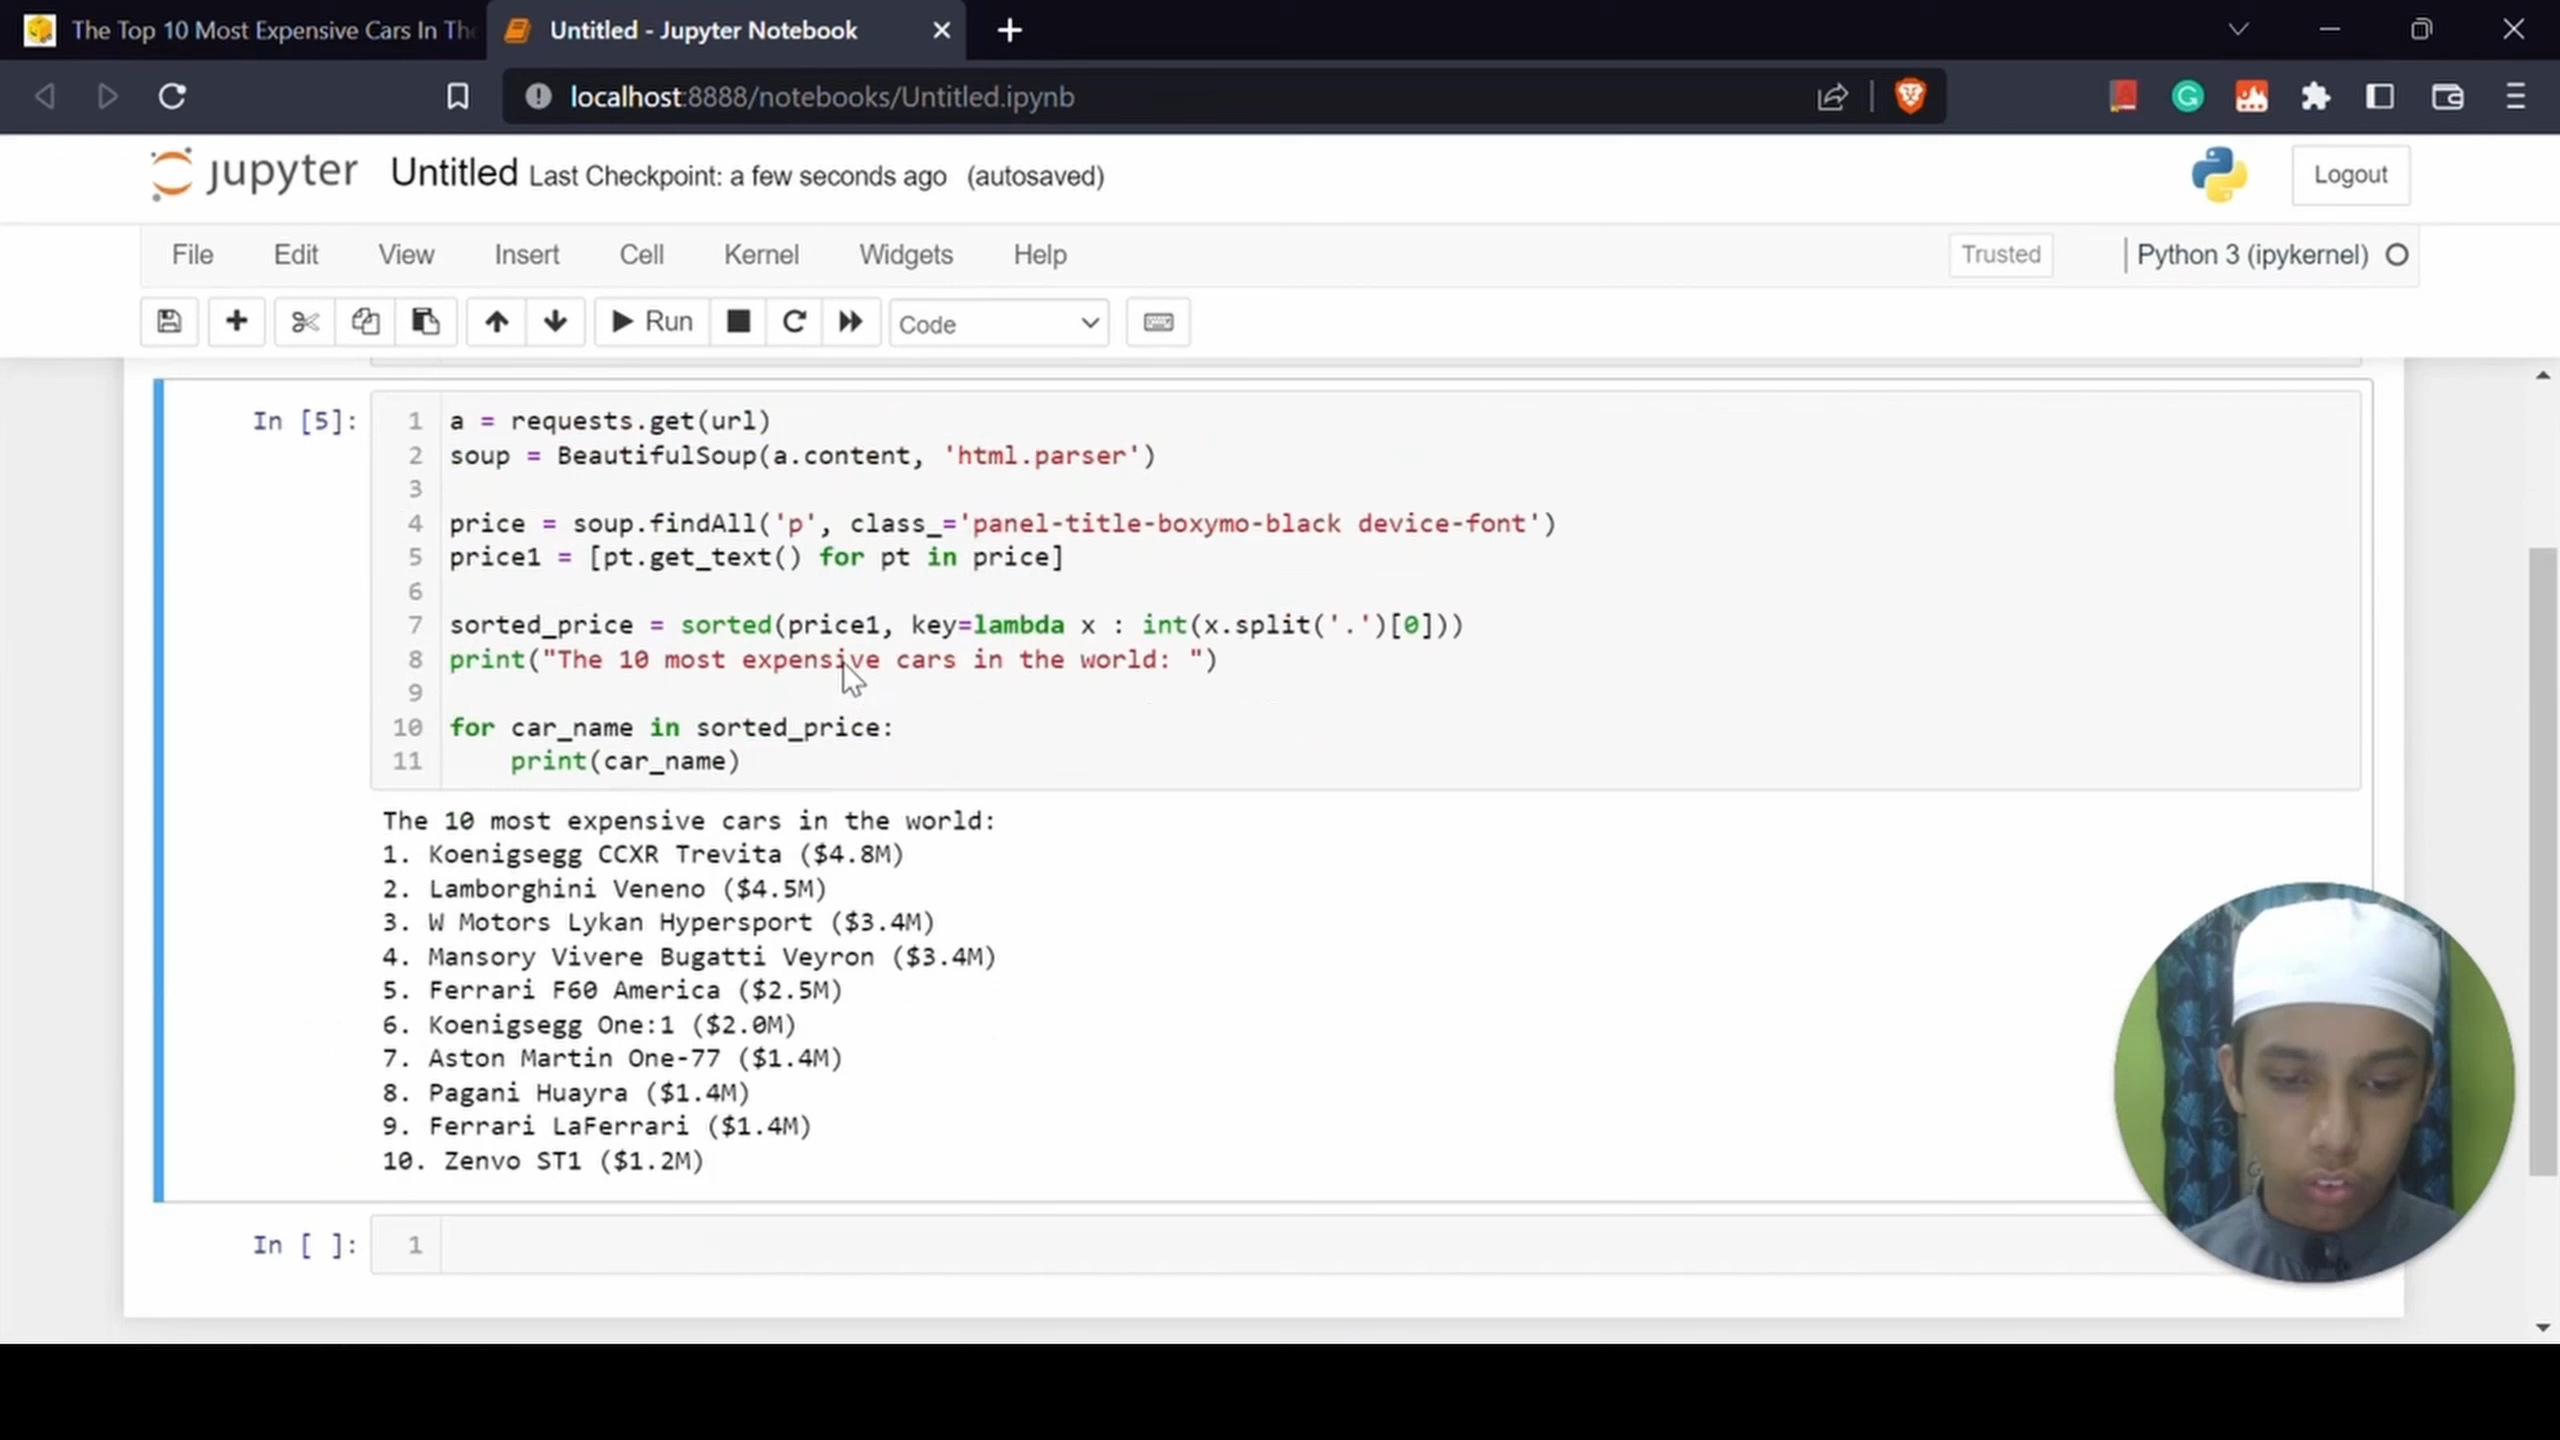 The Top 10 Most Expensive Cars In The
Untitled - Jupyter Notebook
localhost:8888/notebooks/Untitled.ipynb
jupyter Untitled Last Checkpoint: a few seconds ago (autosaved)
Logout
File Edit View Insert Cell Kernel Widgets Help
Trusted
Python 3 (ipykernel)
Run
Code
In [5]:
1 a = requests.get(url)
2 soup = BeautifulSoup(a.content, 'html.parser')
3
4 price = soup.findAll('p', class_='panel-title-boxymo-black device-font')
5 price1 = [pt.get_text() for pt in price]
6
7 sorted_price = sorted(price1, key=lambda x : int(x.split('.')[0]))
8 print("The 10 most expensive cars in the world: ")
9
10 for car_name in sorted_price:
11 print(car_name)
The 10 most expensive cars in the world:
1. Koenigsegg CCXR Trevita ($4.8M)
2. Lamborghini Veneno ($4.5M)
3. W Motors Lykan Hypersport ($3.4M)
4. Mansory Vivere Bugatti Veyron ($3.4M)
5. Ferrari F60 America ($2.5M)
6. Koenigsegg One:1 ($2.0M)
7. Aston Martin One-77 ($1.4M)
8. Pagani Huayra ($1.4M)
9. Ferrari LaFerrari ($1.4M)
10. Zenvo ST1 ($1.2M)
In [ ]:
1